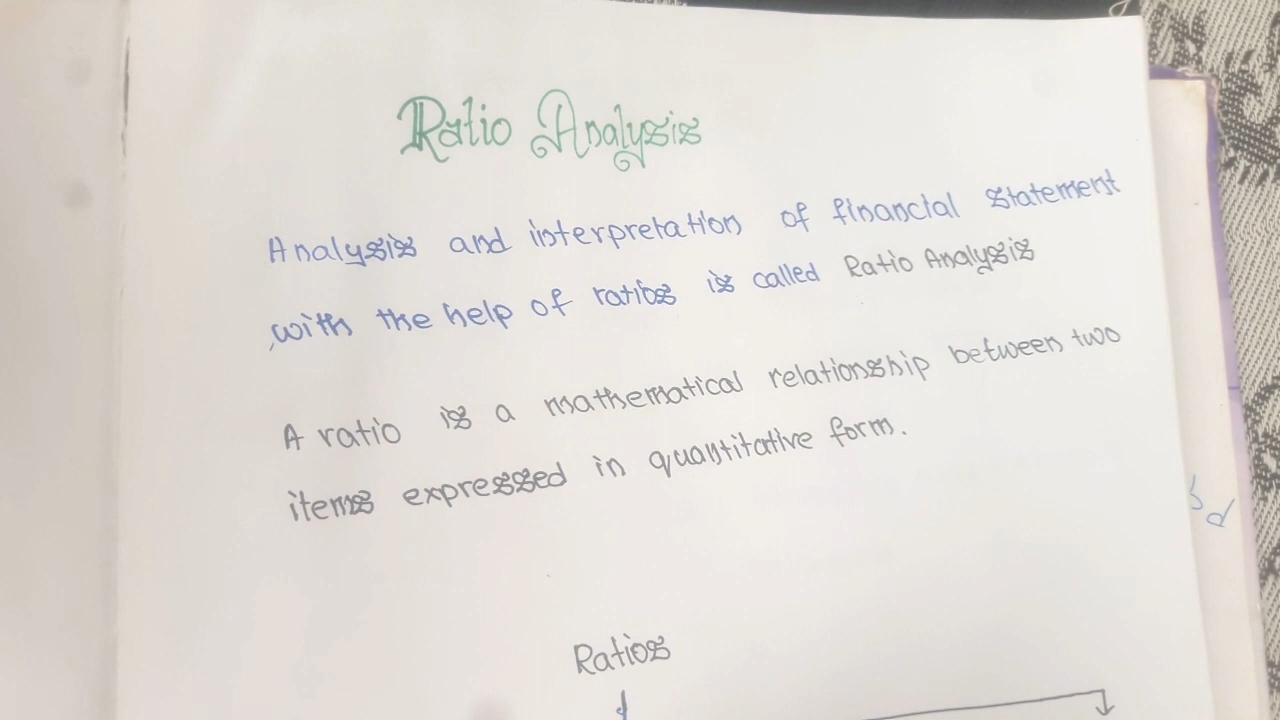 Ratio Analysis
Analysis and interpretation of financial statement
with the help of ratios is called Ratio Analysis
A ratio is a mathematical relationship between two
items expressed in quantitative form.
Ratios